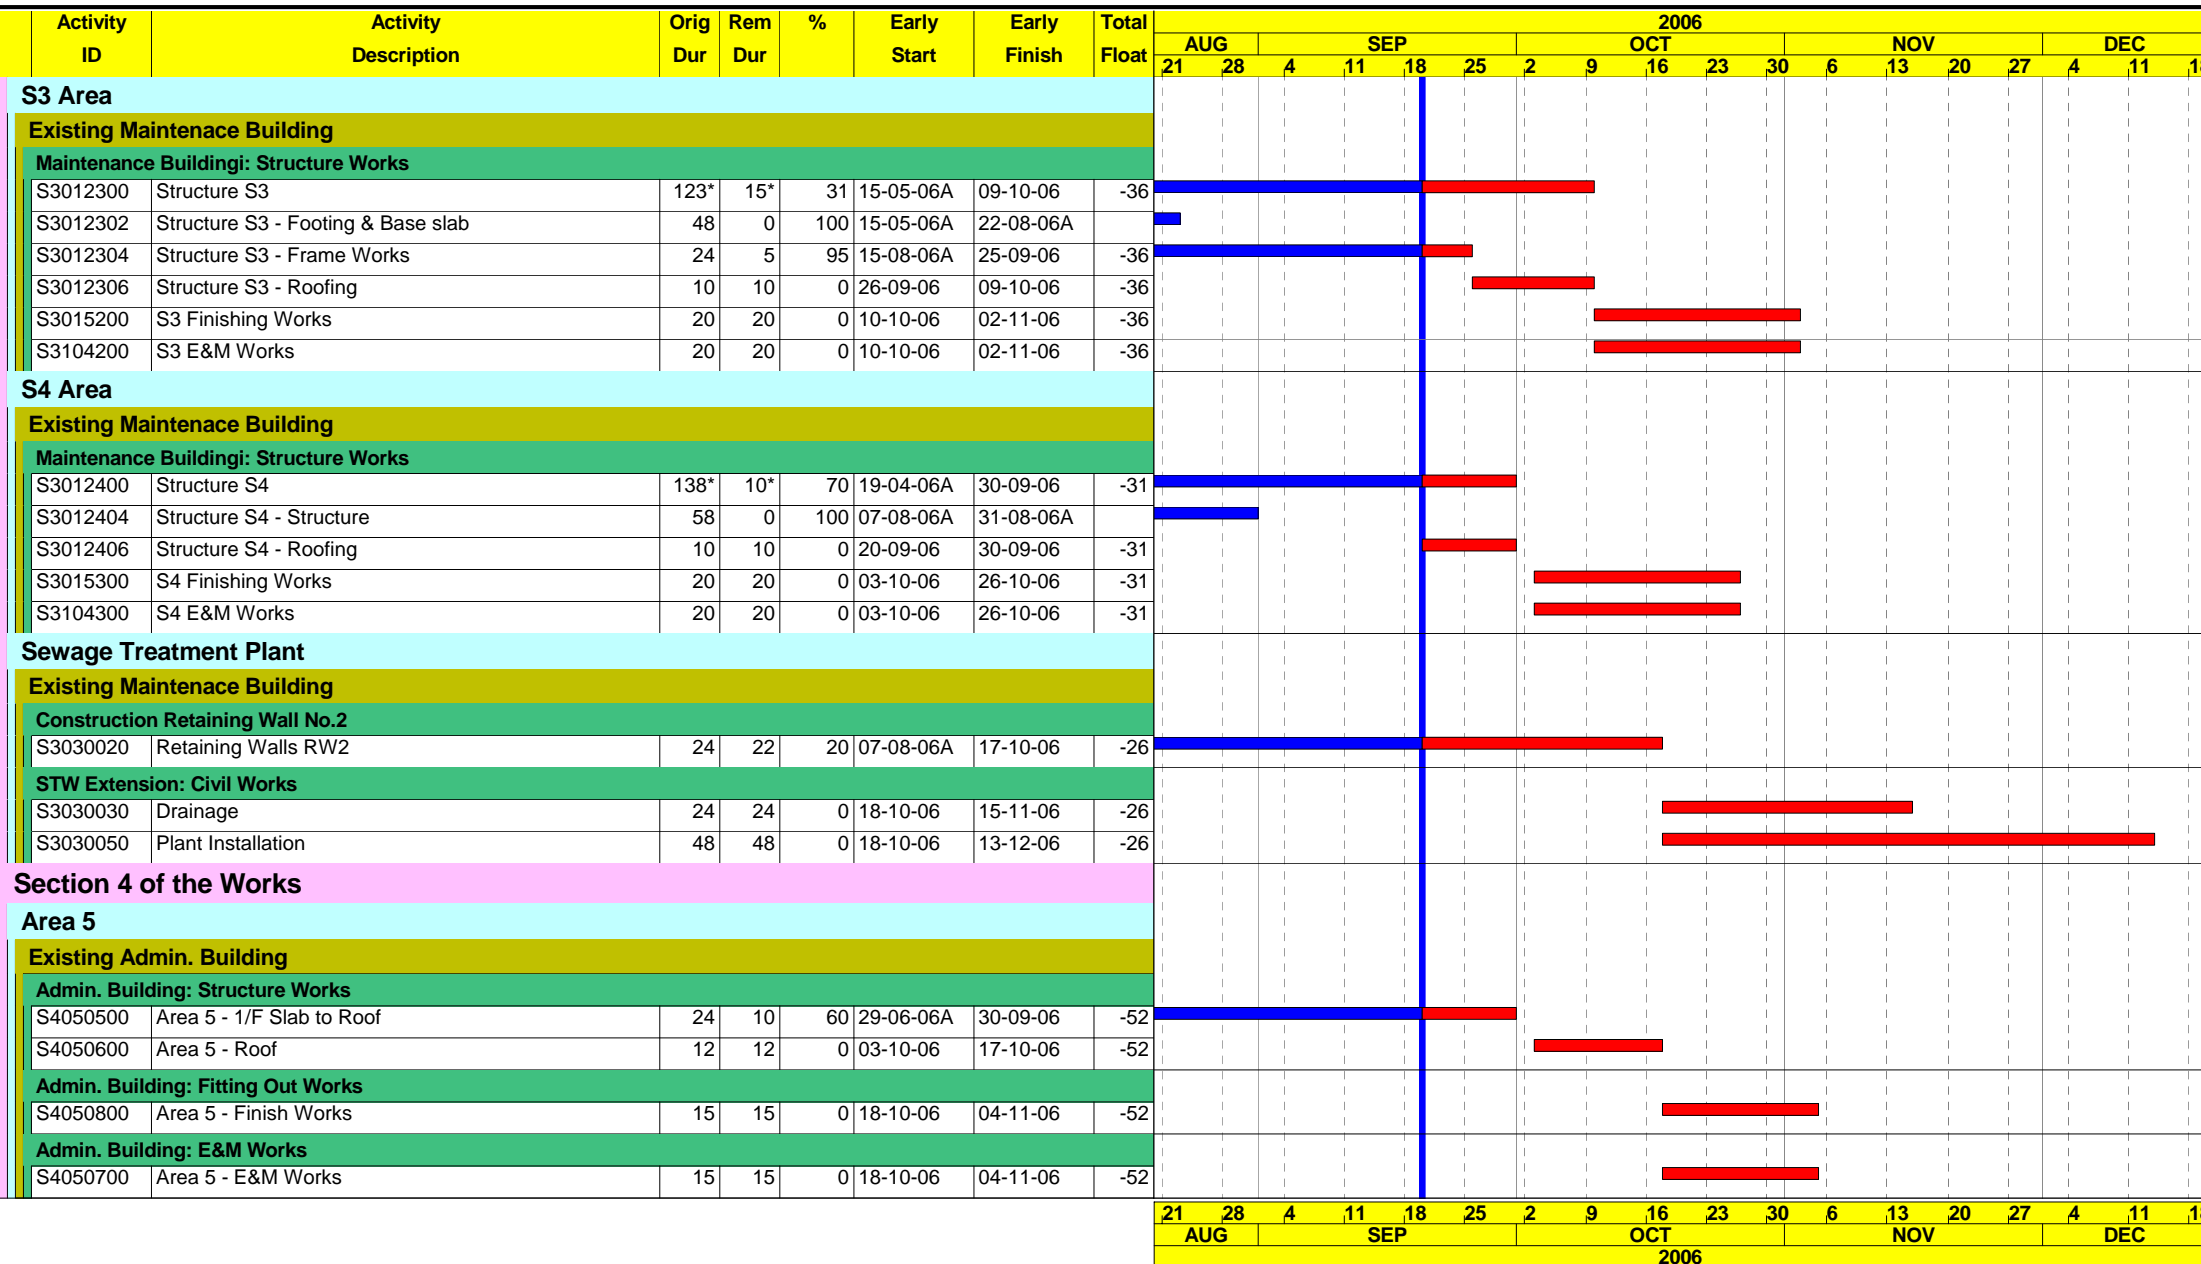 Activity Activity Orig Rem % Early Early Total 2006
ID Description Dur Dur Start Finish Float AUG SEP OCT NOV DEC
21 28 4 11 18 25 2 9 16 23 30 6 13 20 27 4 11
S3 Area
Existing Maintenace Building
Maintenance Buildingi: Structure Works
S3012300 Structure S3 123* 15* 31 15-05-06A 09-10-06 -36
S3012302 Structure S3 - Footing & Base slab 48 0 100 15-05-06A 22-08-06A
S3012304 Structure S3 - Frame Works 24 5 95 15-08-06A 25-09-06 -36
S3012306 Structure S3 - Roofing 10 10 0 26-09-06 09-10-06 -36
S3015200 S3 Finishing Works 20 20 0 10-10-06 02-11-06 -36
S3104200 S3 E&M Works 20 20 0 10-10-06 02-11-06 -36
S4 Area
Existing Maintenace Building
Maintenance Buildingi: Structure Works
S3012400 Structure S4 138* 10* 70 19-04-06A 30-09-06 -31
S3012404 Structure S4 - Structure 58 0 100 07-08-06A 31-08-06A
S3012406 Structure S4 - Roofing 10 10 0 20-09-06 30-09-06 -31
S3015300 S4 Finishing Works 20 20 0 03-10-06 26-10-06 -31
S3104300 S4 E&M Works 20 20 0 03-10-06 26-10-06 -31
Sewage Treatment Plant
Existing Maintenace Building
Construction Retaining Wall No.2
S3030020 Retaining Walls RW2 24 22 20 07-08-06A 17-10-06 -26
STW Extension: Civil Works
S3030030 Drainage 24 24 0 18-10-06 15-11-06 -26
S3030050 Plant Installation 48 48 0 18-10-06 13-12-06 -26
Section 4 of the Works
Area 5
Existing Admin. Building
Admin. Building: Structure Works
S4050500 Area 5 - 1/F Slab to Roof 24 10 60 29-06-06A 30-09-06 -52
S4050600 Area 5 - Roof 12 12 0 03-10-06 17-10-06 -52
Admin. Building: Fitting Out Works
S4050800 Area 5 - Finish Works 15 15 0 18-10-06 04-11-06 -52
Admin. Building: E&M Works
S4050700 Area 5 - E&M Works 15 15 0 18-10-06 04-11-06 -52
21 28 4 11 18 25 2 9 16 23 30 6 13 20 27 4 11
AUG SEP OCT NOV DEC
2006